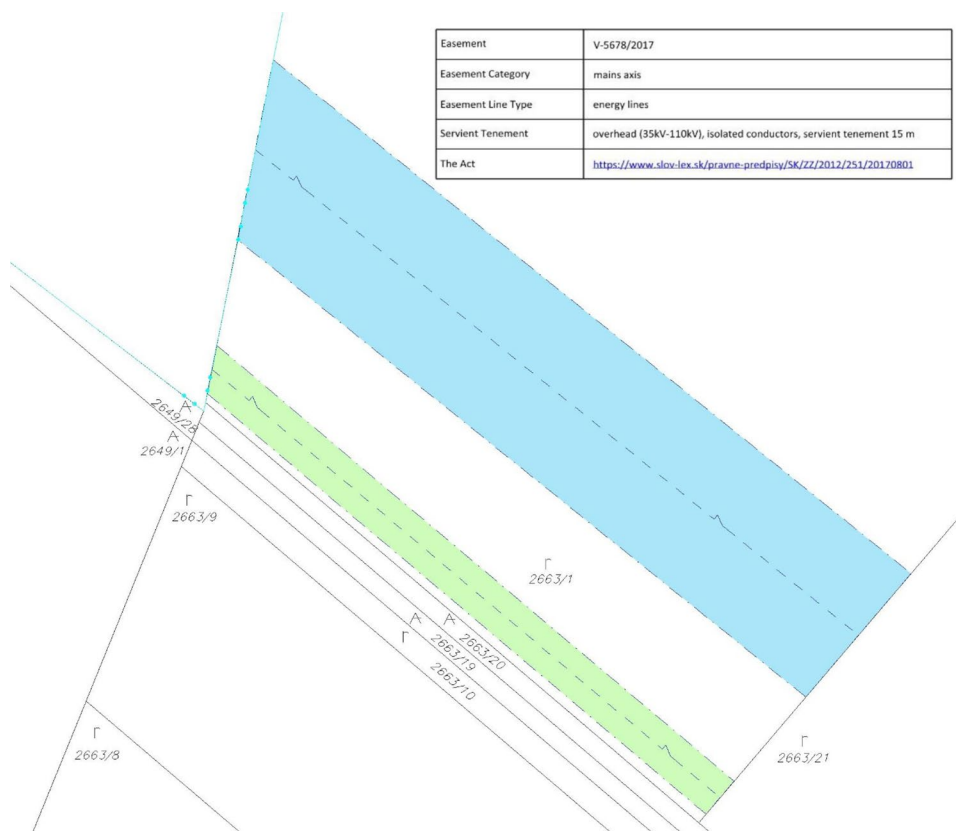 Easement V-5678/2017
Easement Category mains axis
Easement Line Type energy lines
Servient Tenement overhead (35kV-110kV), isolated conductors, servient tenement 15 m
The Act https://www.slov-lex.sk/pravne-predpisy/SK/ZZ/2012/251/20170801
2649/28
2649/1
2663/9
2663/1
2663/20
2663/19
2663/10
2663/21
2663/8